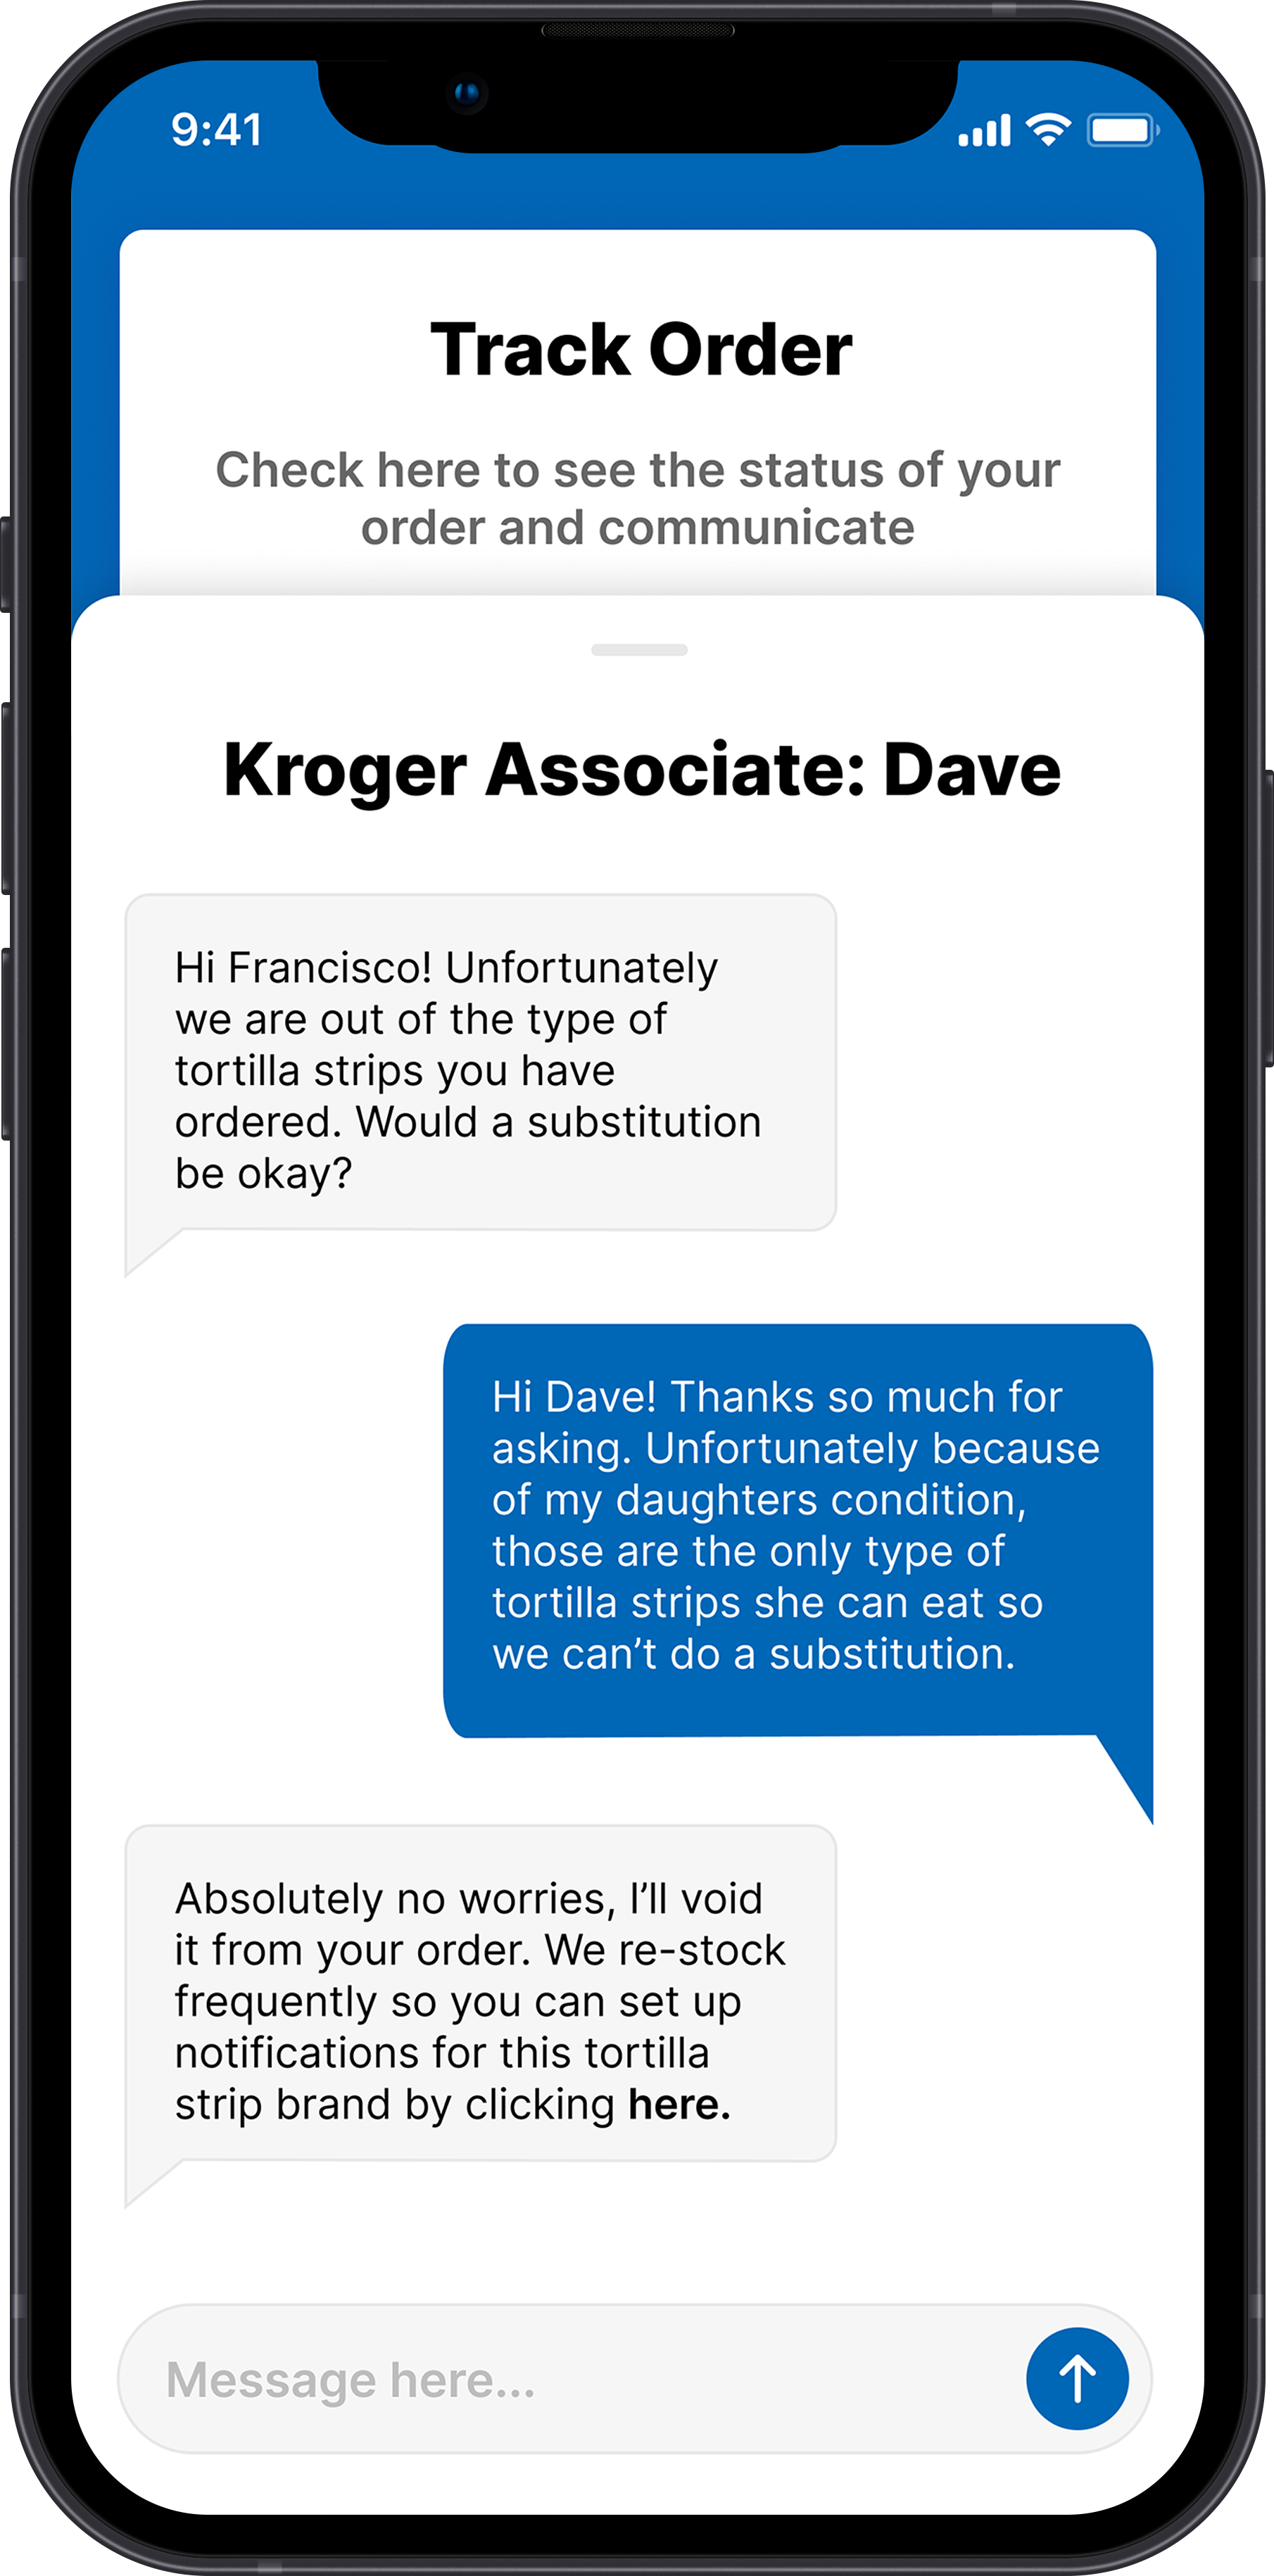 9:41
Track Order
Check here to see the status of your
order and communicate
Kroger Associate: Dave
Hi Francisco! Unfortunately
we are out of the type of
tortilla strips you have
ordered. Would a substitution
be okay?
Hi Dave! Thanks so much for
asking. Unfortunately because
of my daughters condition,
those are the only type of
tortilla strips she can eat so
we can’t do a substitution.
Absolutely no worries, I’ll void
it from your order. We re-stock
frequently so you can set up
notifications for this tortilla
strip brand by clicking here.
Message here...